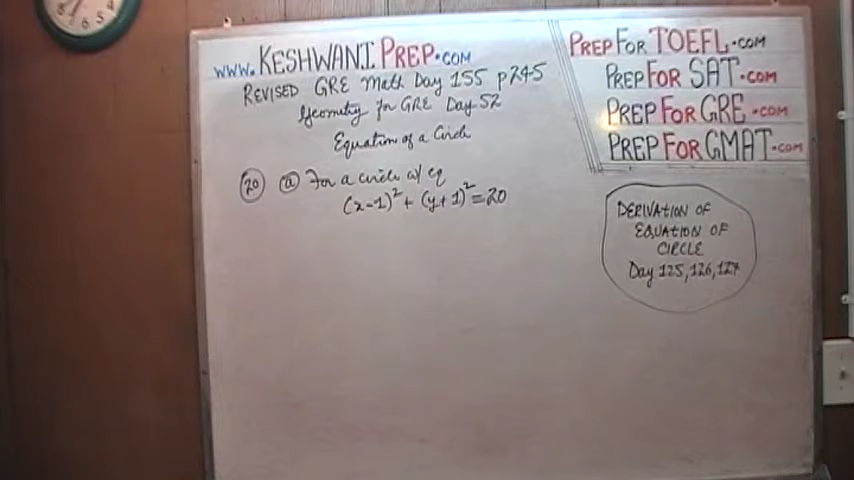 www.KESHWANI PREP.COM
REVISED GRE Math Day 155 p245
Geometry for GRE Day 52
Equation of a Circle
20 a For a circle w/ eq
(x-1)² + (y+1)² = 20
PREP FOR TOEFL.COM
PREP FOR SAT.COM
PREP FOR GRE.COM
PREP FOR GMAT.COM
DERIVATION OF
EQUATION OF
CIRCLE
Day 125, 126, 127